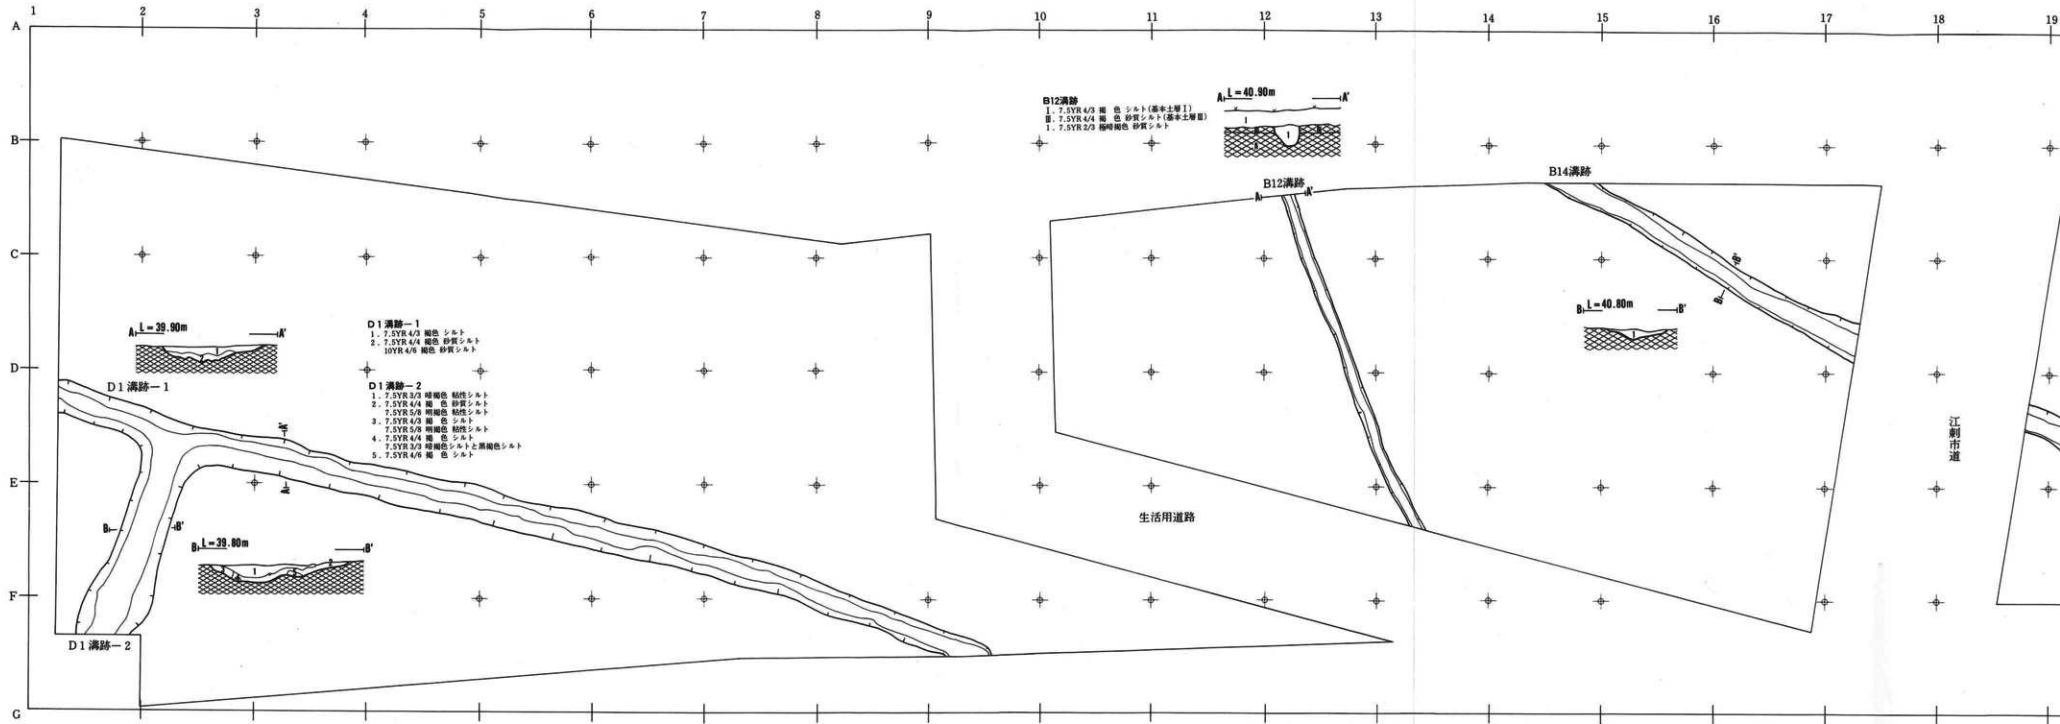 1 2 3 4 5 6 7 8 9 10 11 12 13 14 15 16 17 18 19
A
B
C
D
E
F
G
B12溝跡
I. 7.5YR 4/3 褐 色 シルト(基本土層I)
III. 7.5YR 4/4 褐 色 砂質シルト(基本土層III)
1. 7.5YR 2/3 極暗褐色 砂質シルト
A L=40.90m A'
I
1
B12溝跡
A A'
B14溝跡
B B'
B L=40.80m B'
1
A L=39.90m A'
1
2
D1溝跡-1
1. 7.5YR 4/3 褐色 シルト
2. 7.5YR 4/4 褐色 砂質シルト
10YR 4/6 褐色 砂質シルト
D1溝跡-2
1. 7.5YR 3/3 暗褐色 粘性シルト
2. 7.5YR 4/4 褐 色 砂質シルト
7.5YR 5/8 明褐色 粘性シルト
3. 7.5YR 4/3 褐 色 シルト
7.5YR 5/8 明褐色 粘性シルト
4. 7.5YR 4/4 褐 色 シルト
7.5YR 3/3 暗褐色シルトと黒褐色シルト
5. 7.5YR 4/6 褐 色 シルト
D1溝跡-1
A A'
B B'
B L=39.80m B'
1
D1溝跡-2
生活用道路
江刺市道